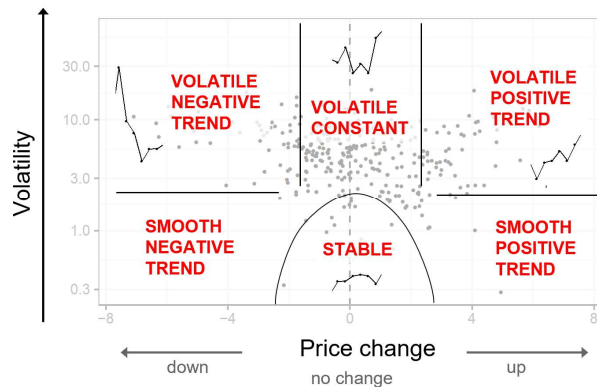 Volatility
30.0
10.0
3.0
1.0
0.3
VOLATILE
NEGATIVE
TREND
VOLATILE
CONSTANT
VOLATILE
POSITIVE
TREND
SMOOTH
NEGATIVE
TREND
STABLE
SMOOTH
POSITIVE
TREND
-8
-4
0
4
8
Price change
down
no change
up